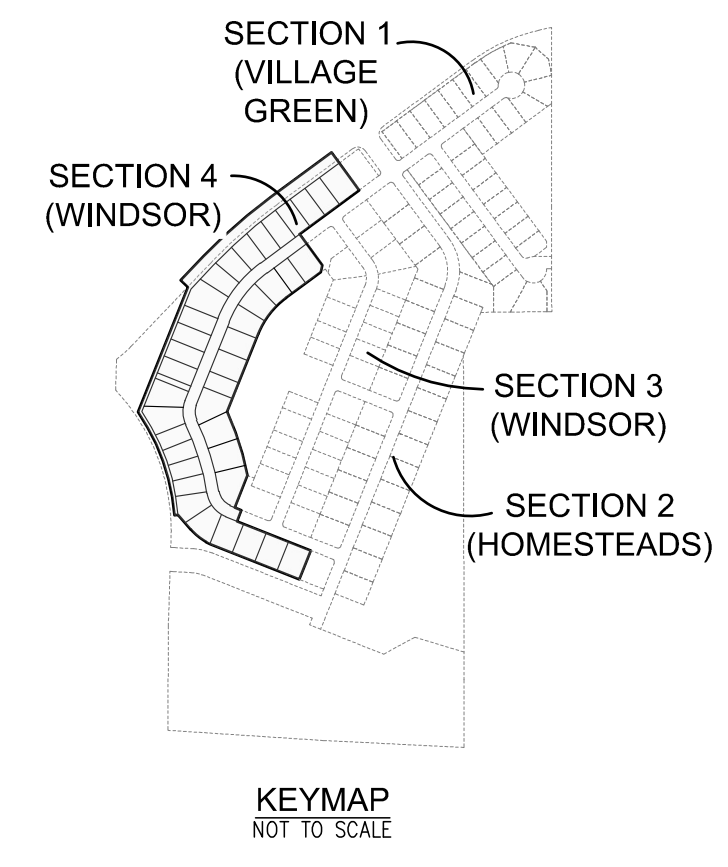 SECTION 1
(VILLAGE
GREEN)
SECTION 4
(WINDSOR)
SECTION 3
(WINDSOR)
SECTION 2
(HOMESTEADS)
KEYMAP
NOT TO SCALE